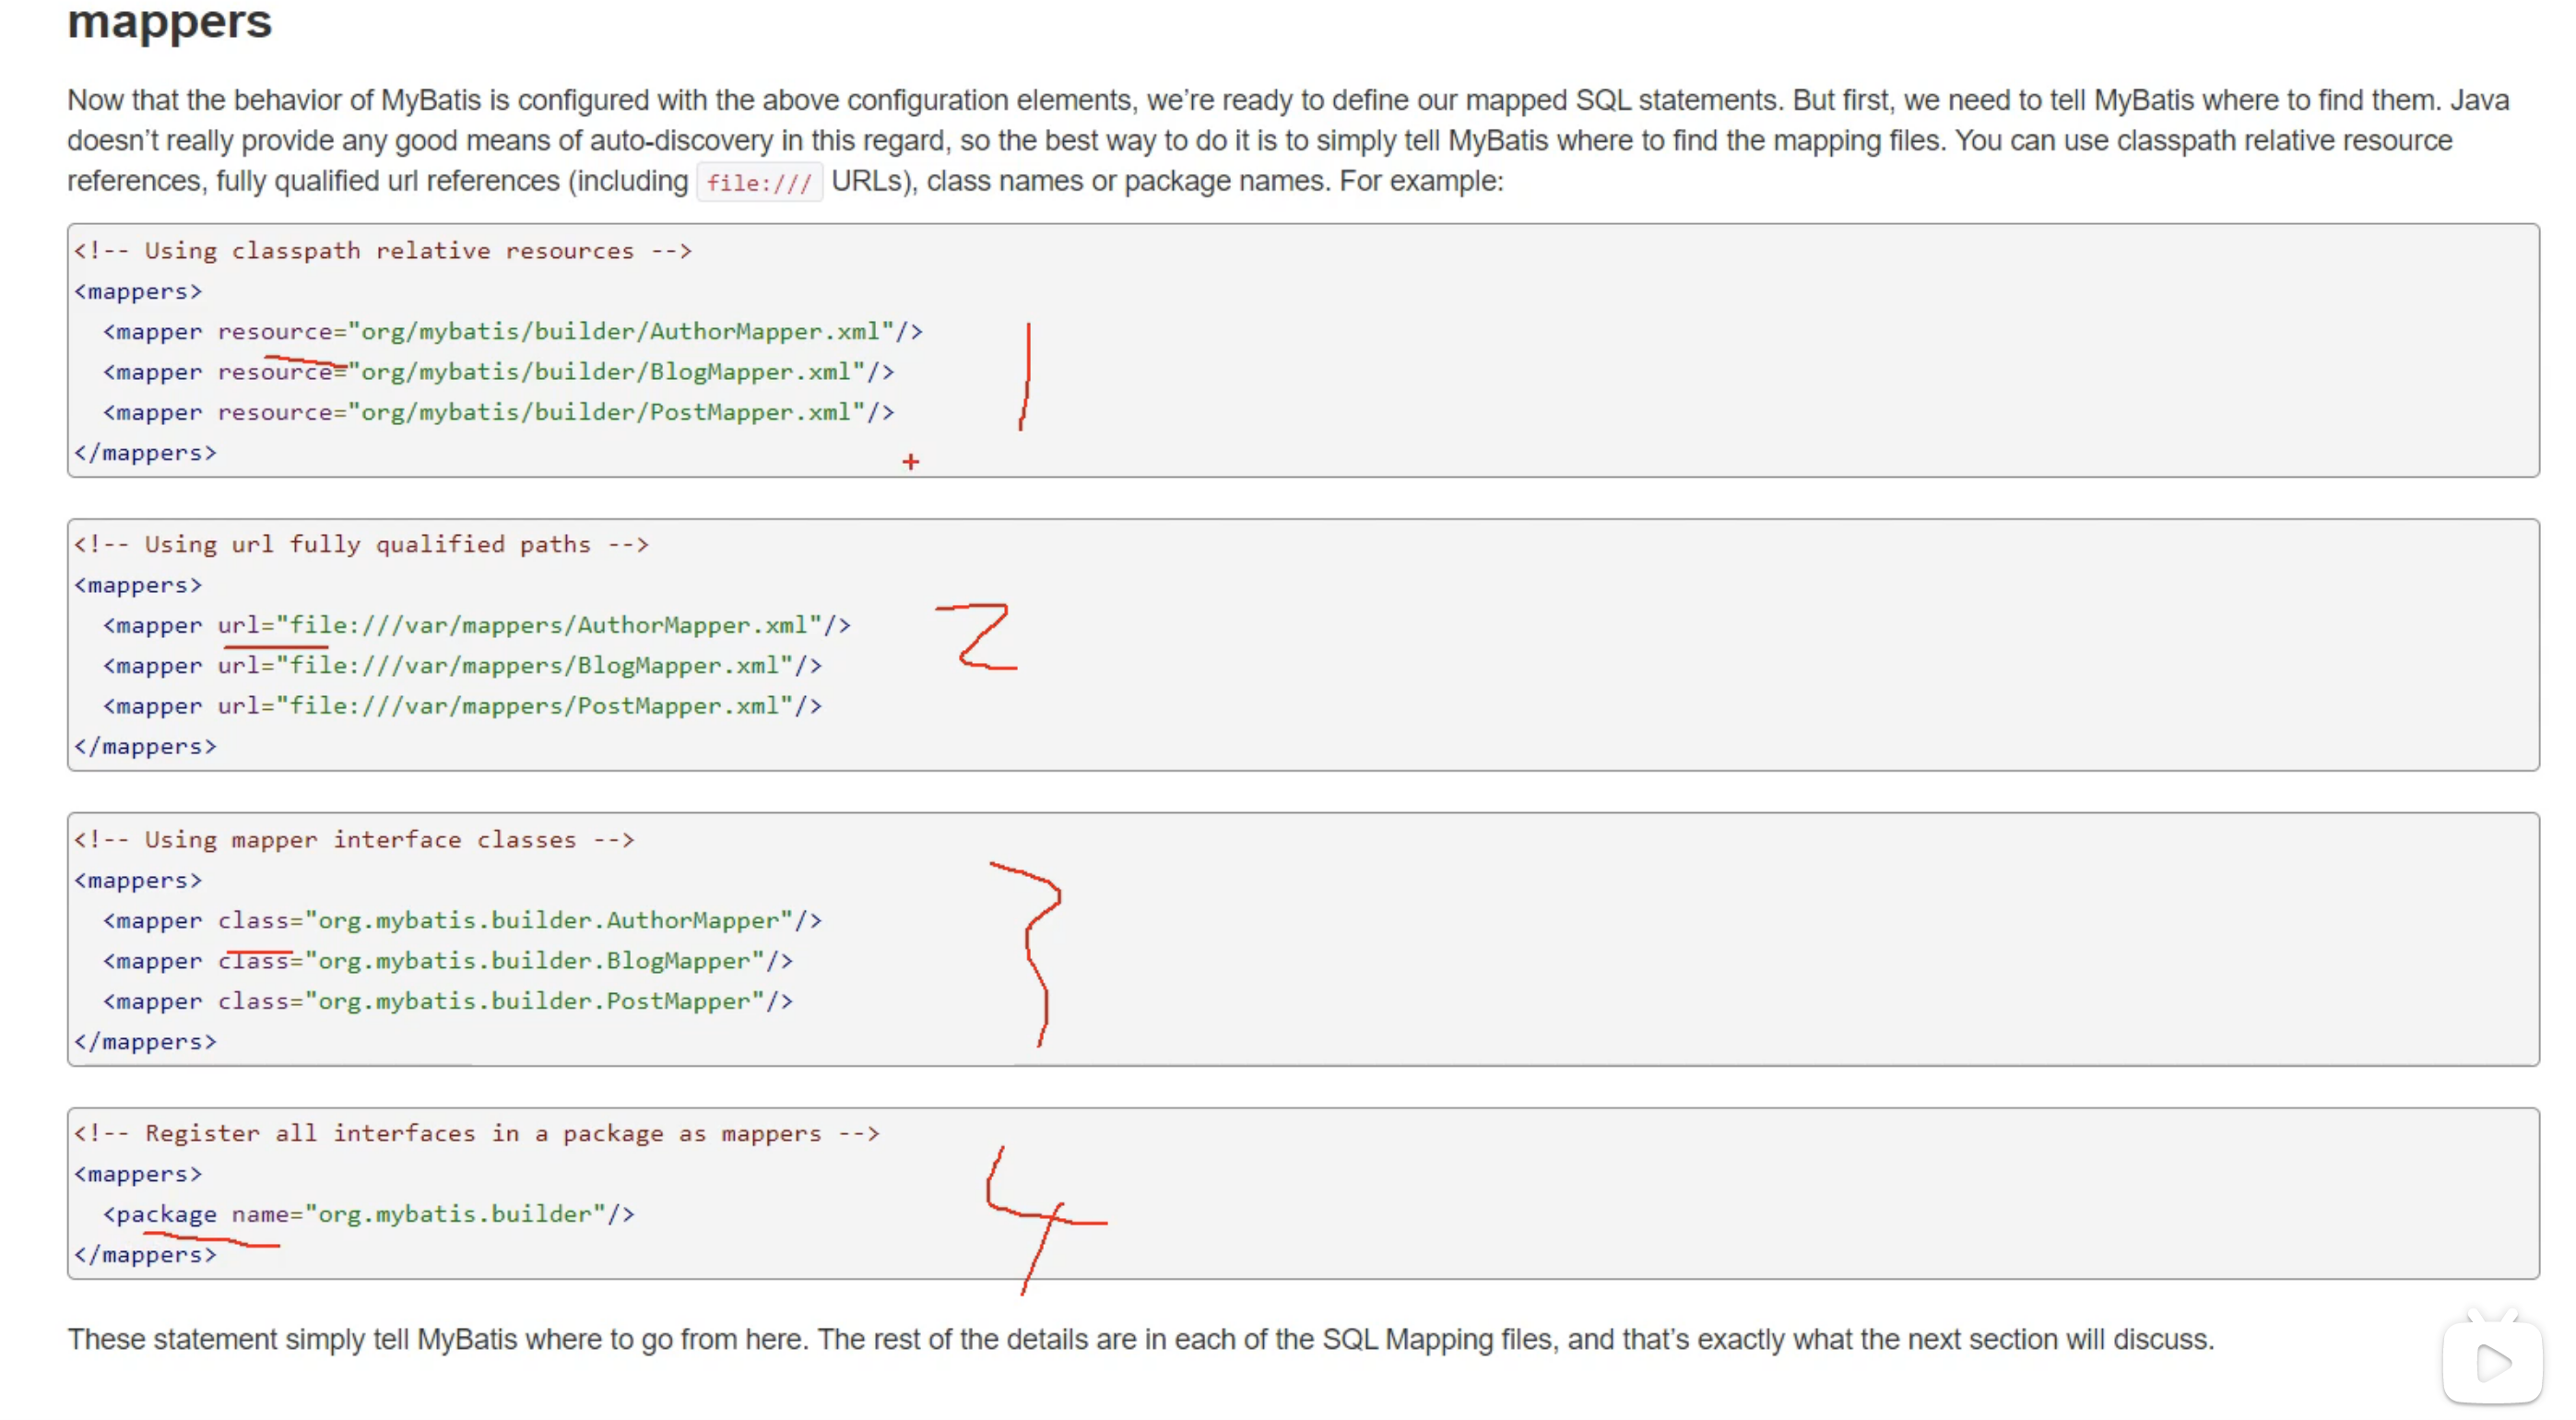 mappers
Now that the behavior of MyBatis is configured with the above configuration elements, we’re ready to define our mapped SQL statements. But first, we need to tell MyBatis where to find them. Java
doesn’t really provide any good means of auto-discovery in this regard, so the best way to do it is to simply tell MyBatis where to find the mapping files. You can use classpath relative resource
references, fully qualified url references (including file:/// URLs), class names or package names. For example:
<!-- Using classpath relative resources -->
<mappers>
  <mapper resource="org/mybatis/builder/AuthorMapper.xml"/>
  <mapper resource="org/mybatis/builder/BlogMapper.xml"/>
  <mapper resource="org/mybatis/builder/PostMapper.xml"/>
</mappers>
1
<!-- Using url fully qualified paths -->
<mappers>
  <mapper url="file:///var/mappers/AuthorMapper.xml"/>
  <mapper url="file:///var/mappers/BlogMapper.xml"/>
  <mapper url="file:///var/mappers/PostMapper.xml"/>
</mappers>
2
<!-- Using mapper interface classes -->
<mappers>
  <mapper class="org.mybatis.builder.AuthorMapper"/>
  <mapper class="org.mybatis.builder.BlogMapper"/>
  <mapper class="org.mybatis.builder.PostMapper"/>
</mappers>
3
<!-- Register all interfaces in a package as mappers -->
<mappers>
  <package name="org.mybatis.builder"/>
</mappers>
4
These statement simply tell MyBatis where to go from here. The rest of the details are in each of the SQL Mapping files, and that’s exactly what the next section will discuss.